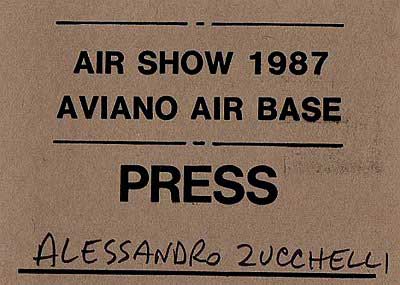 AIR SHOW 1987
AVIANO AIR BASE
PRESS
ALESSANDRO ZUCCHELLI